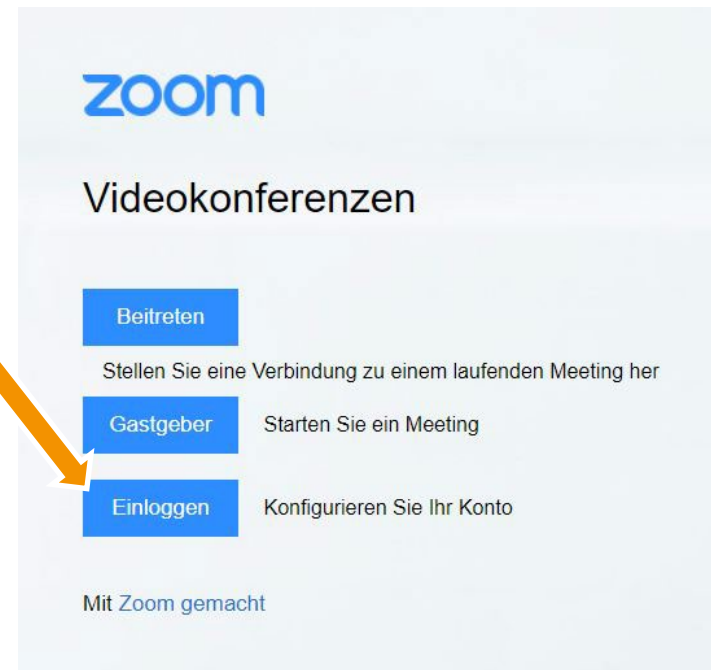 zoom
Videokonferenzen
Beitreten
Stellen Sie eine Verbindung zu einem laufenden Meeting her
Gastgeber Starten Sie ein Meeting
Einloggen Konfigurieren Sie Ihr Konto
Mit Zoom gemacht